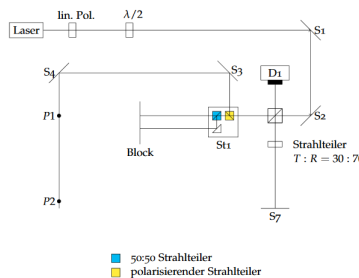 lin. Pol.
λ/2
Laser
S1
S4
S3
D1
P1
S2
Block
St1
Strahlteiler
T : R = 30 : 70
P2
S7
50:50 Strahlteiler
polarisierender Strahlteiler